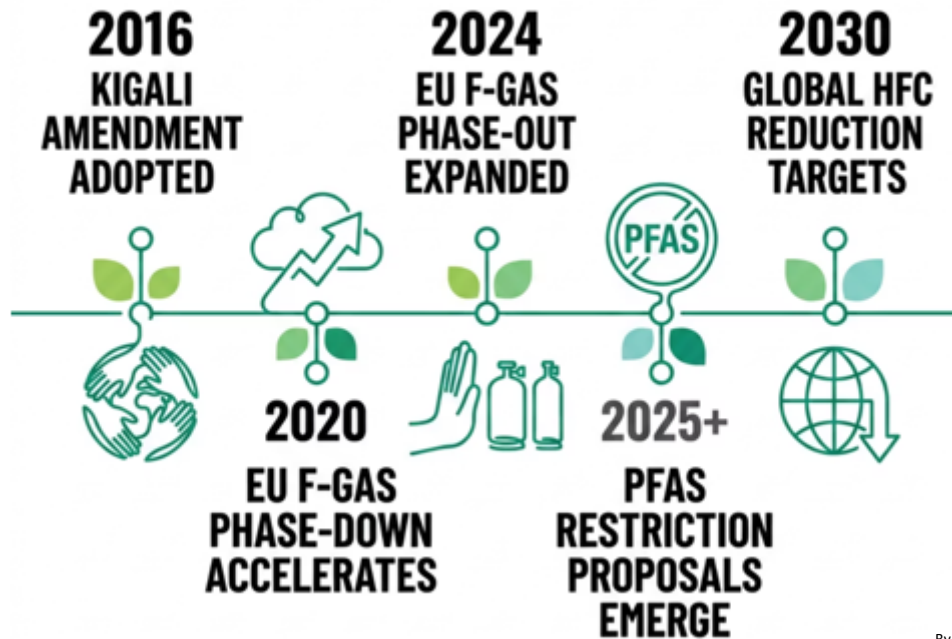 2016
KIGALI
AMENDMENT
ADOPTED
2020
EU F-GAS
PHASE-DOWN
ACCELERATES
2024
EU F-GAS
PHASE-OUT
EXPANDED
PFAS
2025+
PFAS
RESTRICTION
PROPOSALS
EMERGE
2030
GLOBAL HFC
REDUCTION
TARGETS